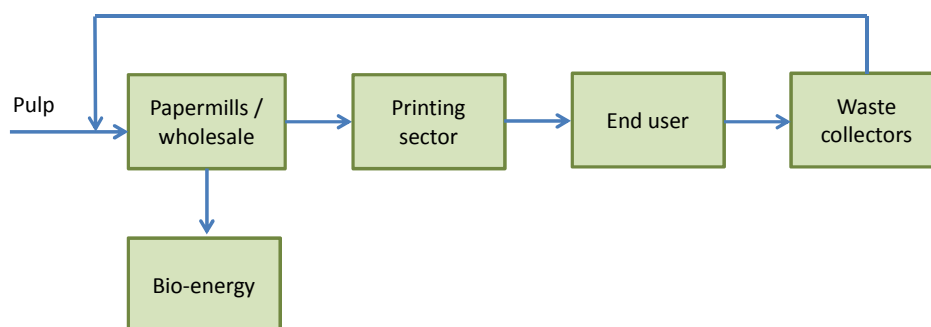 Pulp
Papermills /
wholesale
Printing
sector
End user
Waste
collectors
Bio-energy